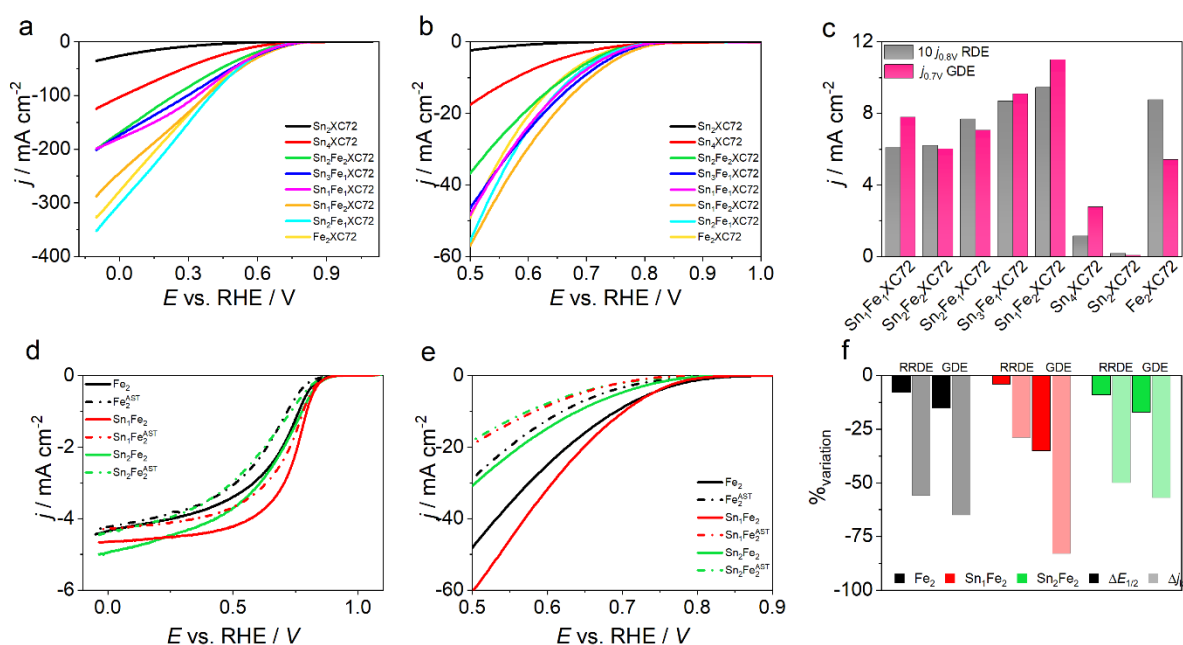 a
0
-100
-200
-300
-400
j / mA cm⁻²
0.0 0.3 0.6 0.9
E vs. RHE / V
Sn₂XC72
Sn₄XC72
Sn₂Fe₂XC72
Sn₃Fe₁XC72
Sn₁Fe₁XC72
Sn₁Fe₂XC72
Sn₂Fe₁XC72
Fe₂XC72
b
0
-20
-40
-60
j / mA cm⁻²
0.5 0.6 0.7 0.8 0.9 1.0
E vs. RHE / V
Sn₂XC72
Sn₄XC72
Sn₂Fe₂XC72
Sn₃Fe₁XC72
Sn₁Fe₁XC72
Sn₁Fe₂XC72
Sn₂Fe₁XC72
Fe₂XC72
c
12
8
4
0
j / mA cm⁻²
10 j₀.₈V RDE
j₀.₇V GDE
Sn₁Fe₁XC72
Sn₂Fe₂XC72
Sn₂Fe₁XC72
Sn₃Fe₁XC72
Sn₁Fe₂XC72
Sn₄XC72
Sn₂XC72
Fe₂XC72
d
0
-2
-4
-6
j / mA cm⁻²
0.0 0.5 1.0
E vs. RHE / V
Fe₂
Fe₂ᴬˢᵀ
Sn₁Fe₂
Sn₁Fe₂ᴬˢᵀ
Sn₂Fe₂
Sn₂Fe₂ᴬˢᵀ
e
0
-20
-40
-60
j / mA cm⁻²
0.5 0.6 0.7 0.8 0.9
E vs. RHE / V
Fe₂
Fe₂ᴬˢᵀ
Sn₁Fe₂
Sn₁Fe₂ᴬˢᵀ
Sn₂Fe₂
Sn₂Fe₂ᴬˢᵀ
f
0
-25
-50
-75
-100
%variation
RRDE GDE RRDE GDE RRDE GDE
Fe₂ Sn₁Fe₂ Sn₂Fe₂ ΔE₁/₂ Δj